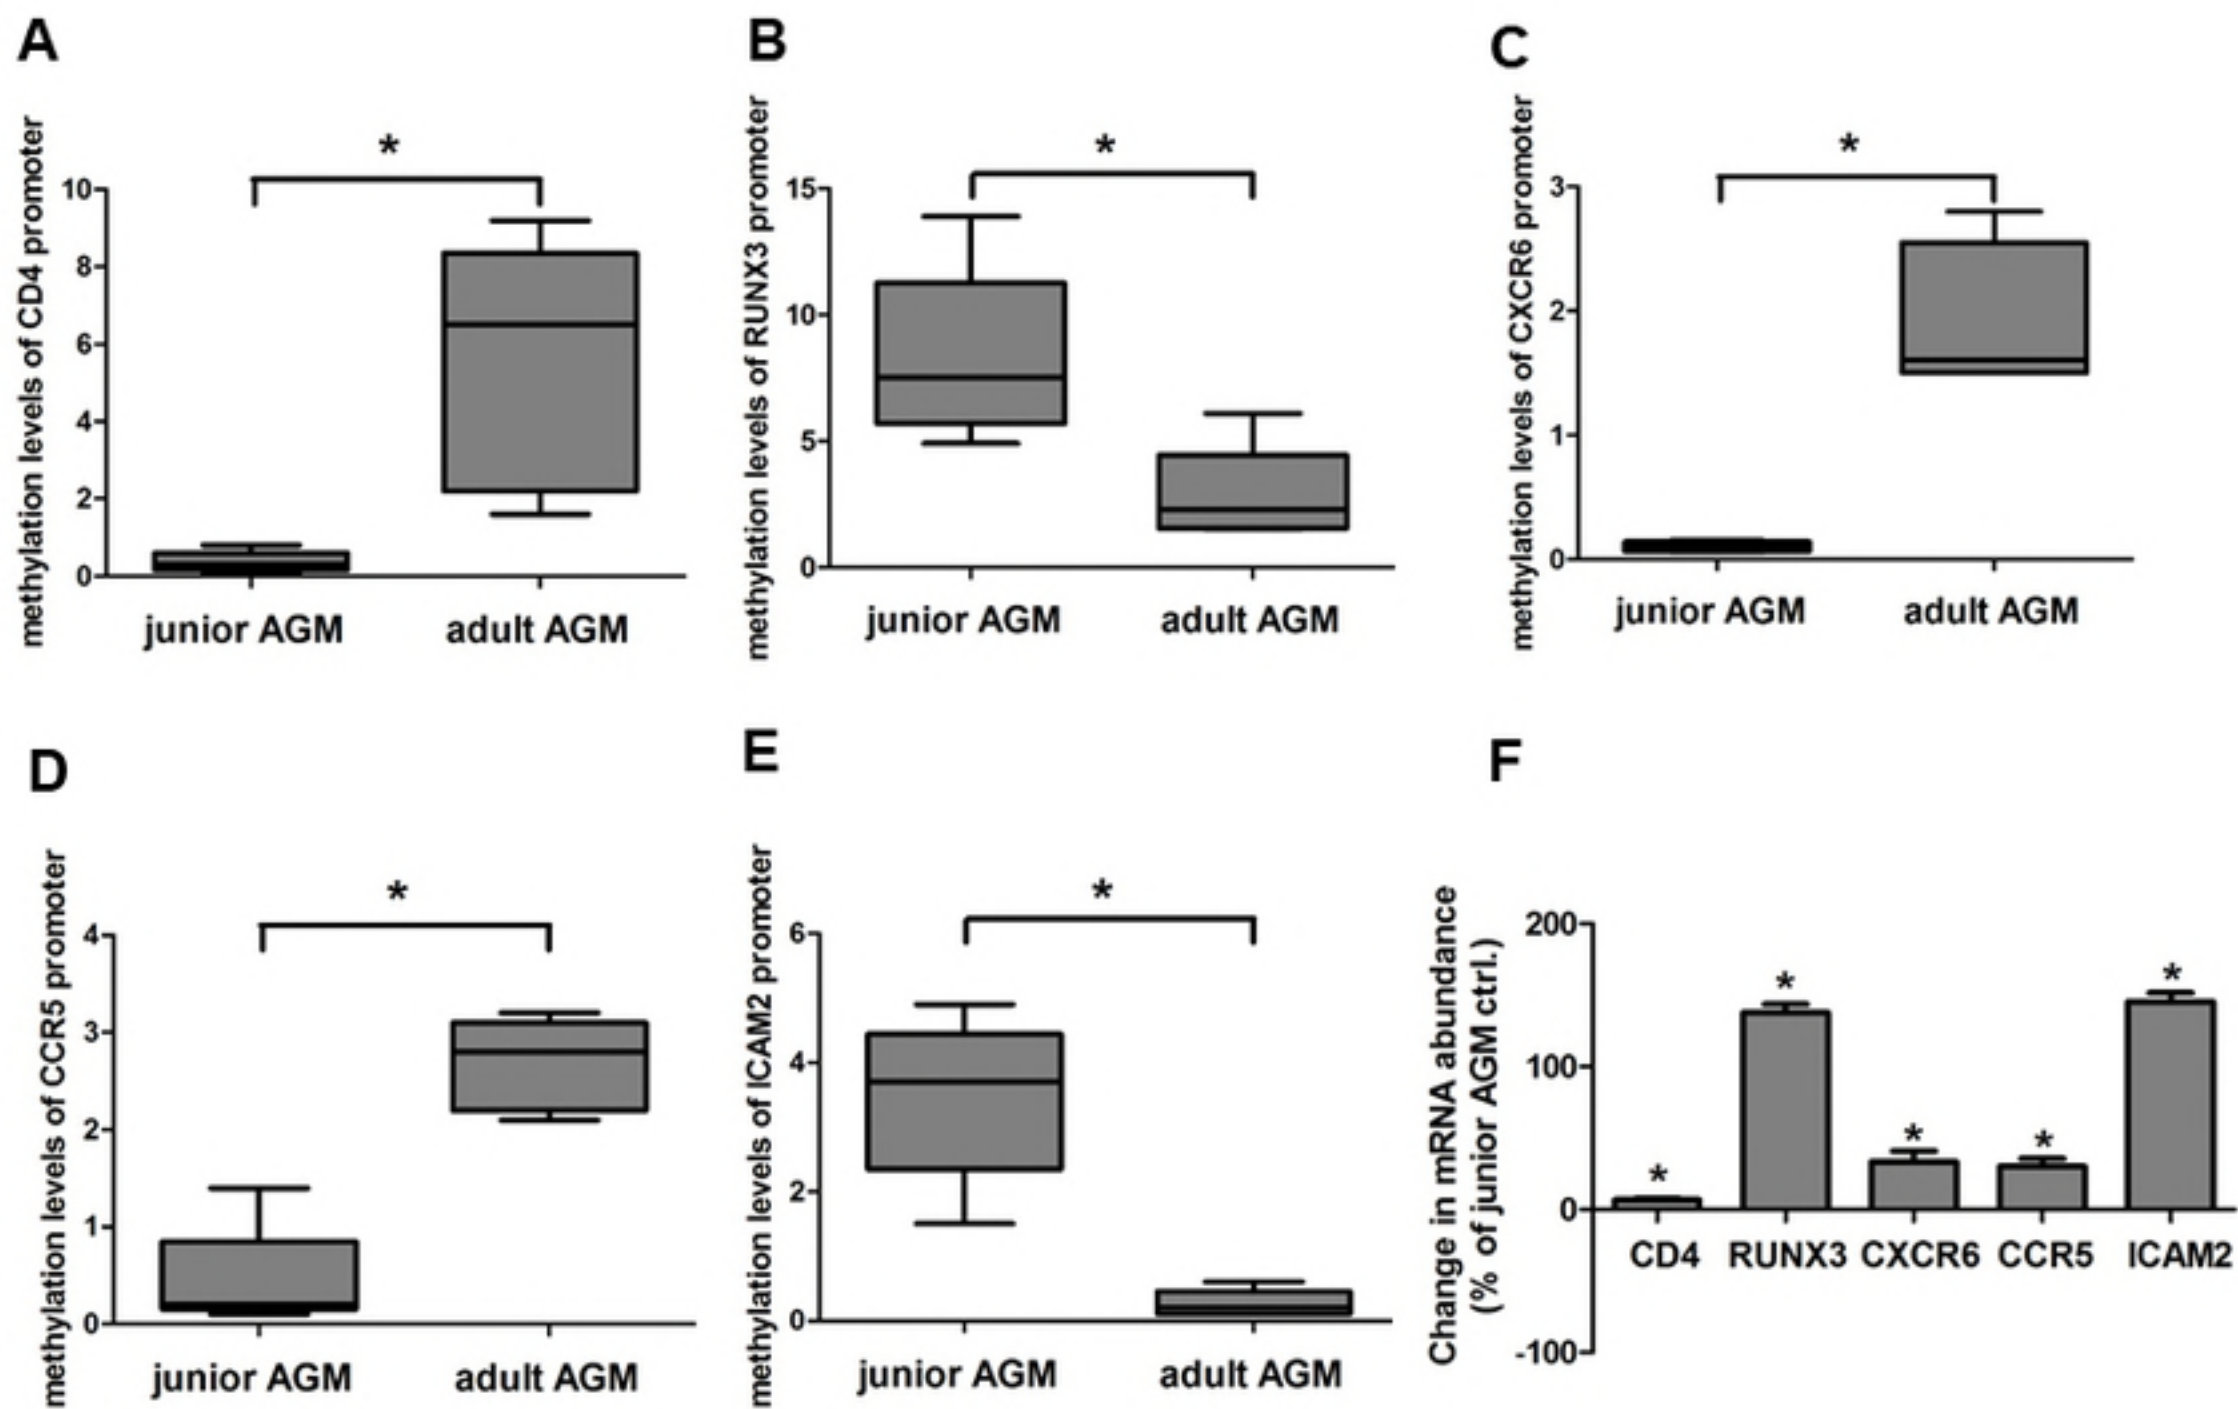 A
methylation levels of CD4 promoter
*
10
8
6
4
2
0
junior AGM
adult AGM
B
methylation levels of RUNX3 promoter
*
15
10
5
0
junior AGM
adult AGM
C
methylation levels of CXCR6 promoter
*
3
2
1
0
junior AGM
adult AGM
D
methylation levels of CCR5 promoter
*
4
3
2
1
0
junior AGM
adult AGM
E
methylation levels of ICAM2 promoter
*
6
4
2
0
junior AGM
adult AGM
F
Change in mRNA abundance
(% of junior AGM ctrl.)
200
100
0
-100
*
*
*
*
*
CD4
RUNX3
CXCR6
CCR5
ICAM2